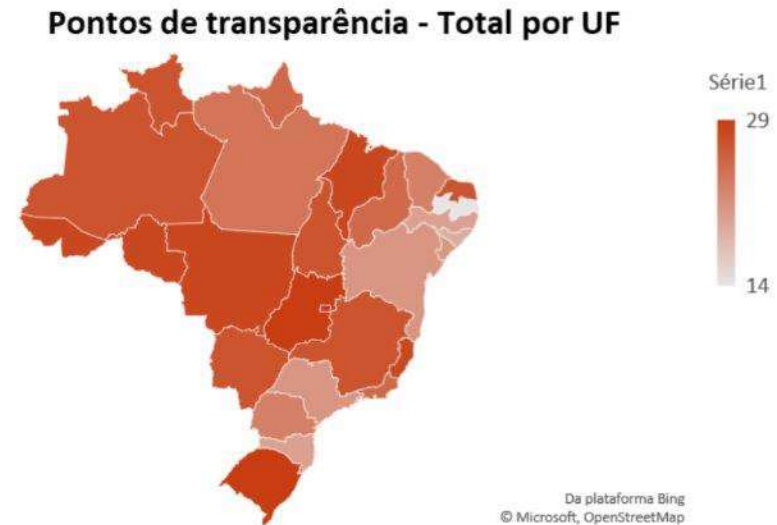 Pontos de transparência - Total por UF
Série1
29
14
Da plataforma Bing
© Microsoft, OpenStreetMap